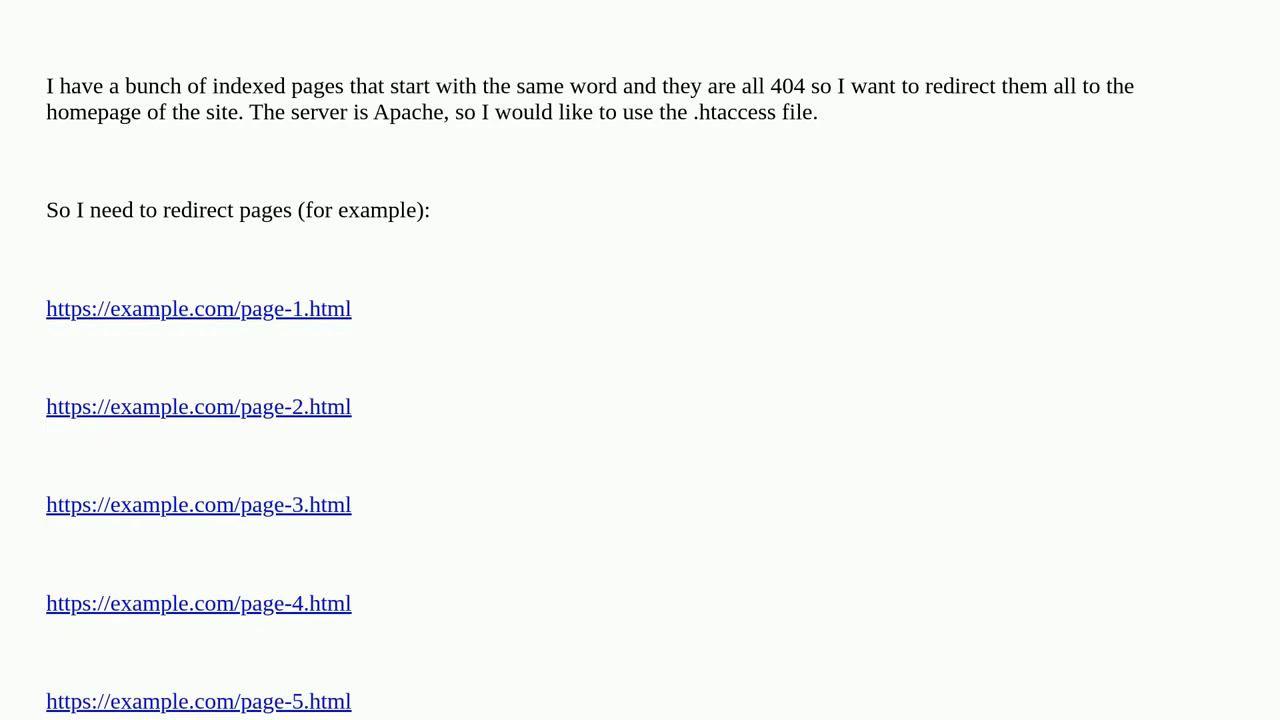 I have a bunch of indexed pages that start with the same word and they are all 404 so I want to redirect them all to the
homepage of the site. The server is Apache, so I would like to use the .htaccess file.
So I need to redirect pages (for example):
https://example.com/page-1.html
https://example.com/page-2.html
https://example.com/page-3.html
https://example.com/page-4.html
https://example.com/page-5.html